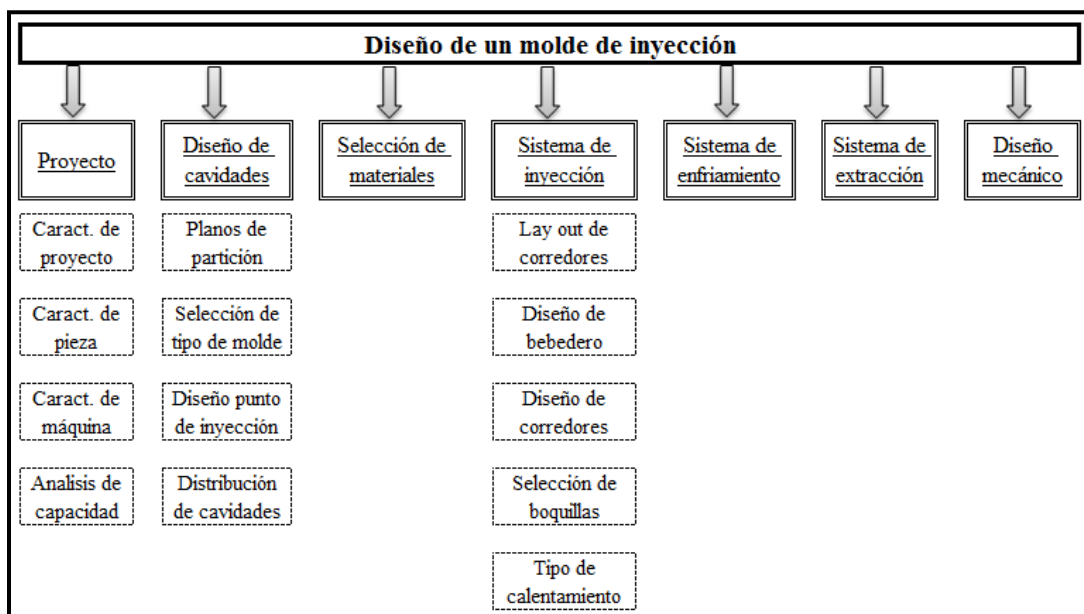 Diseño de un molde de inyección
Proyecto
Diseño de
cavidades
Selección de
materiales
Sistema de
inyección
Sistema de
enfriamiento
Sistema de
extracción
Diseño
mecánico
Caract. de
proyecto
Caract. de
pieza
Caract. de
máquina
Analisis de
capacidad
Planos de
partición
Selección de
tipo de molde
Diseño punto
de inyección
Distribución
de cavidades
Lay out de
corredores
Diseño de
bebedero
Diseño de
corredores
Selección de
boquillas
Tipo de
calentamiento